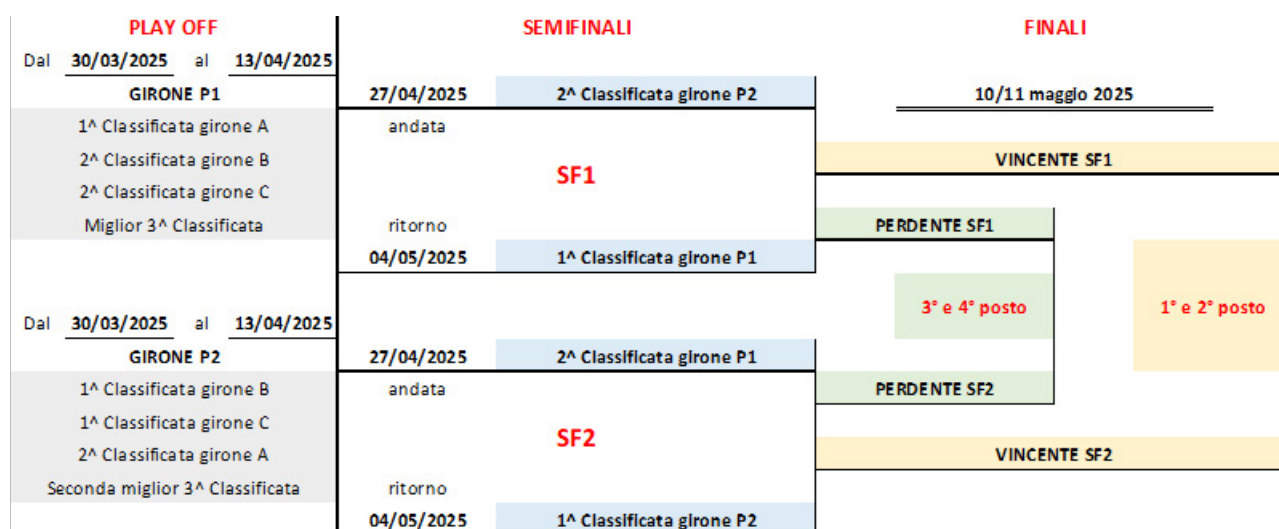 PLAY OFF SEMIFINALI FINALI
Dal 30/03/2025 al 13/04/2025
GIRONE P1 27/04/2025 2^ Classificata girone P2 10/11 maggio 2025
1^ Classificata girone A andata
2^ Classificata girone B VINCENTE SF1
SF1
2^ Classificata girone C
Miglior 3^ Classificata ritorno PERDENTE SF1
04/05/2025 1^ Classificata girone P1
3° e 4° posto 1° e 2° posto
Dal 30/03/2025 al 13/04/2025
GIRONE P2 27/04/2025 2^ Classificata girone P1
1^ Classificata girone B andata PERDENTE SF2
1^ Classificata girone C
SF2
2^ Classificata girone A VINCENTE SF2
Seconda miglior 3^ Classificata ritorno
04/05/2025 1^ Classificata girone P2